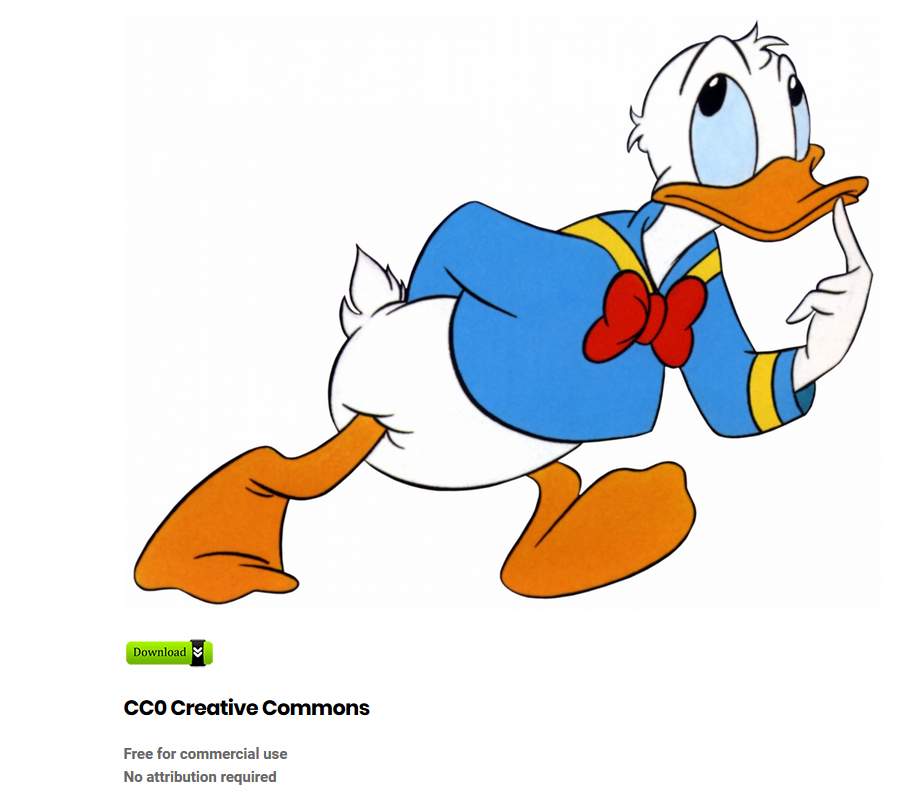 Download
CC0 Creative Commons
Free for commercial use
No attribution required